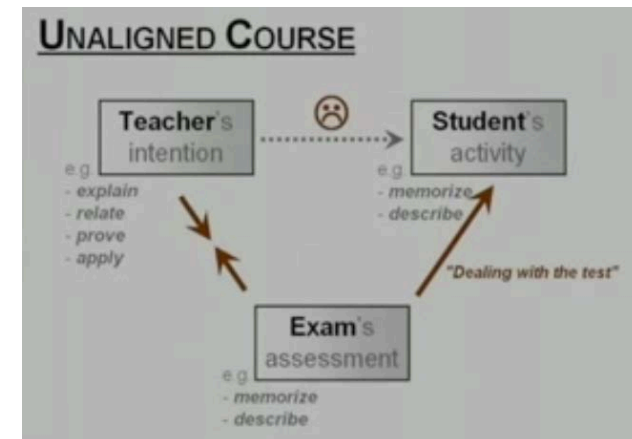 UNALIGNED COURSE
Teacher's
intention
e.g.
- explain
- relate
- prove
- apply
Student's
activity
e.g.
- memorize
- describe
"Dealing with the test"
Exam's
assessment
e.g.
- memorize
- describe